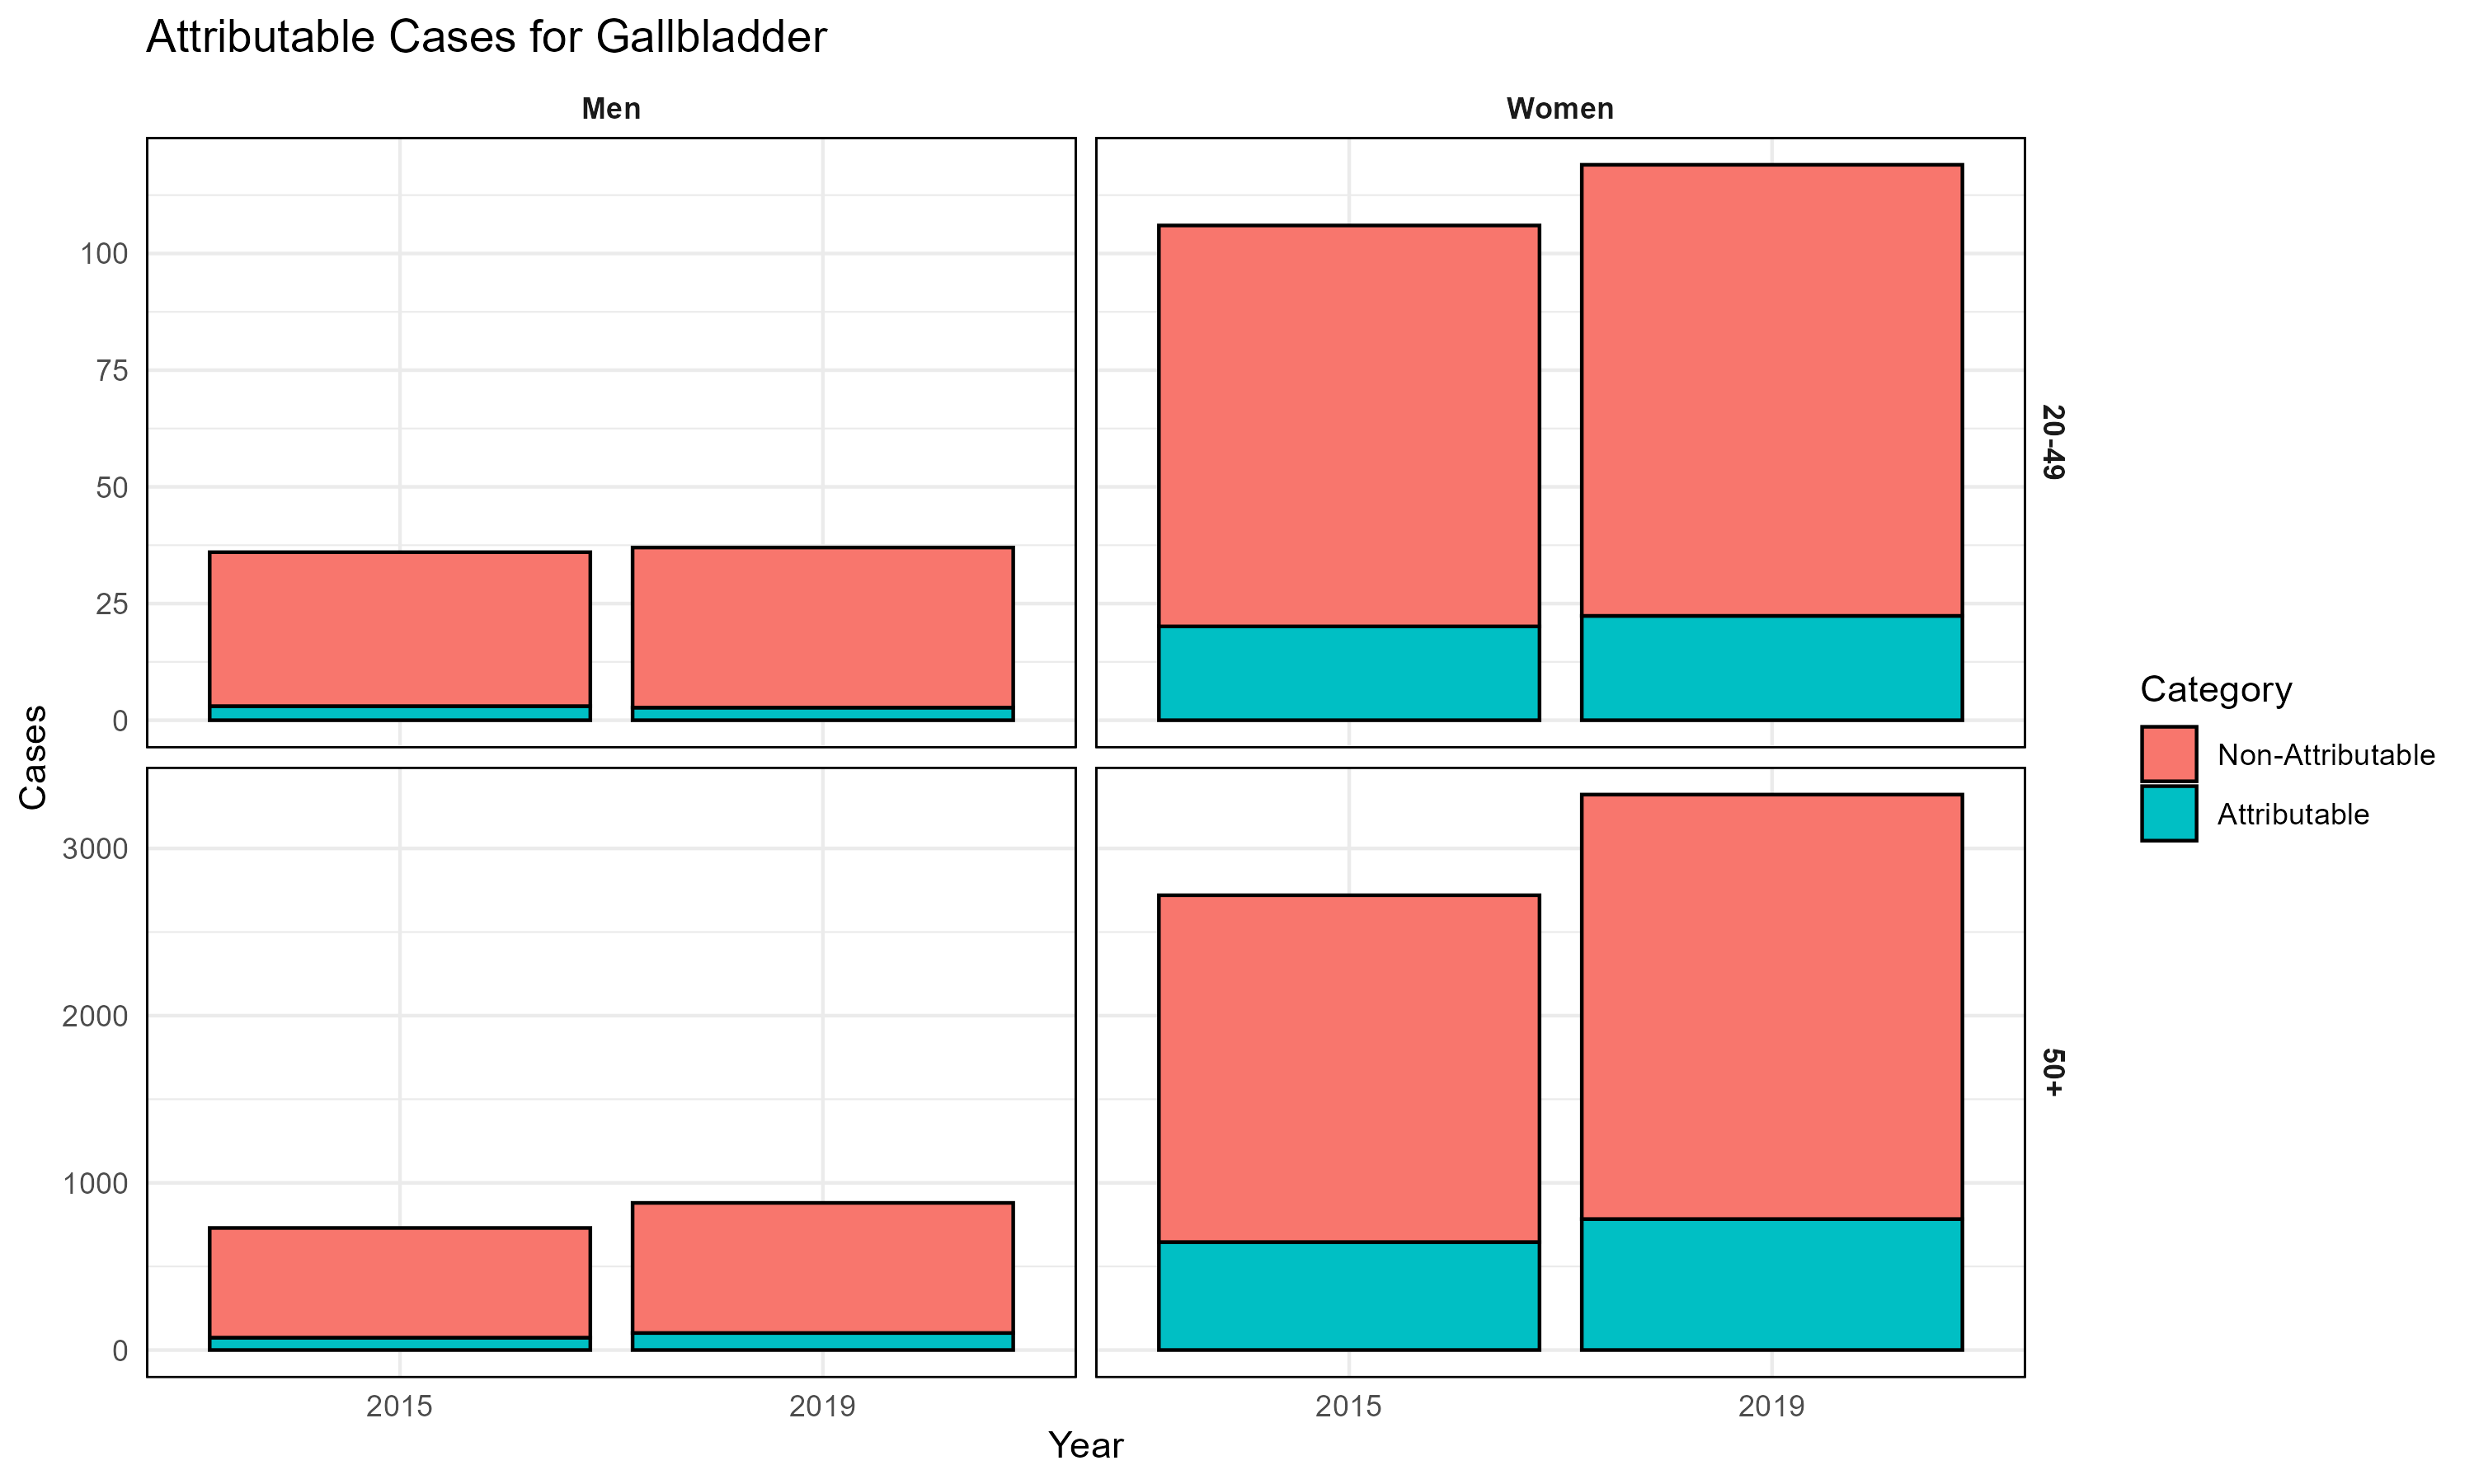 Attributable Cases for Gallbladder
Men
Women
100
75
50
25
0
20-49
Cases
3000
2000
1000
0
50+
2015
2019
2015
2019
Year
Category
Non-Attributable
Attributable